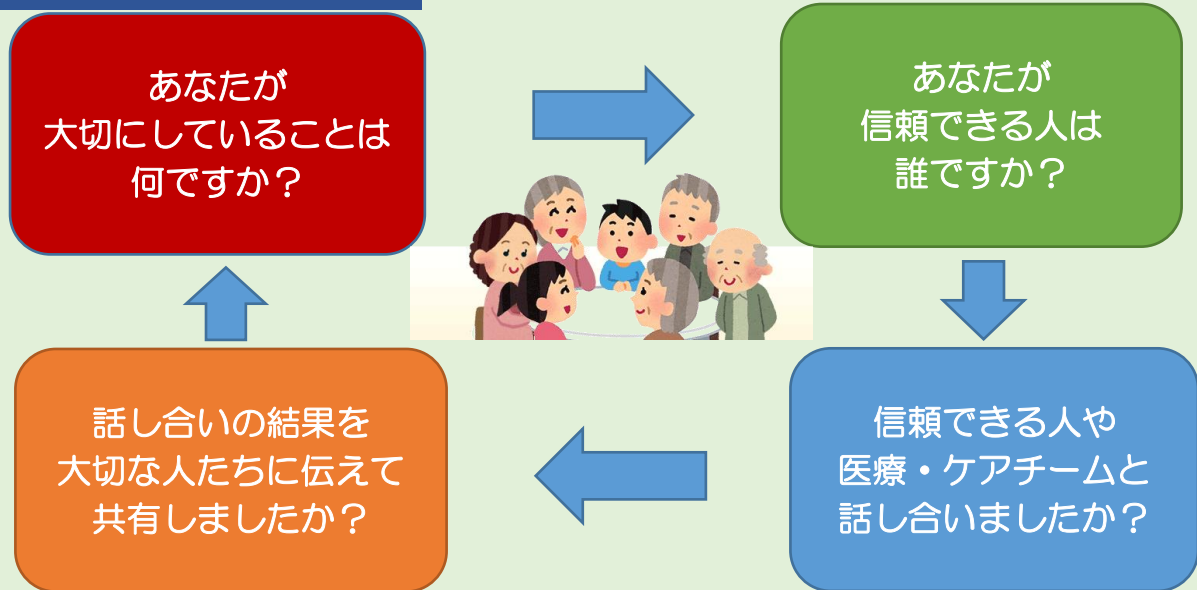 あなたが
大切にしていることは
何ですか？
あなたが
信頼できる人は
誰ですか？
信頼できる人や
医療・ケアチームと
話し合いましたか？
話し合いの結果を
大切な人たちに伝えて
共有しましたか？